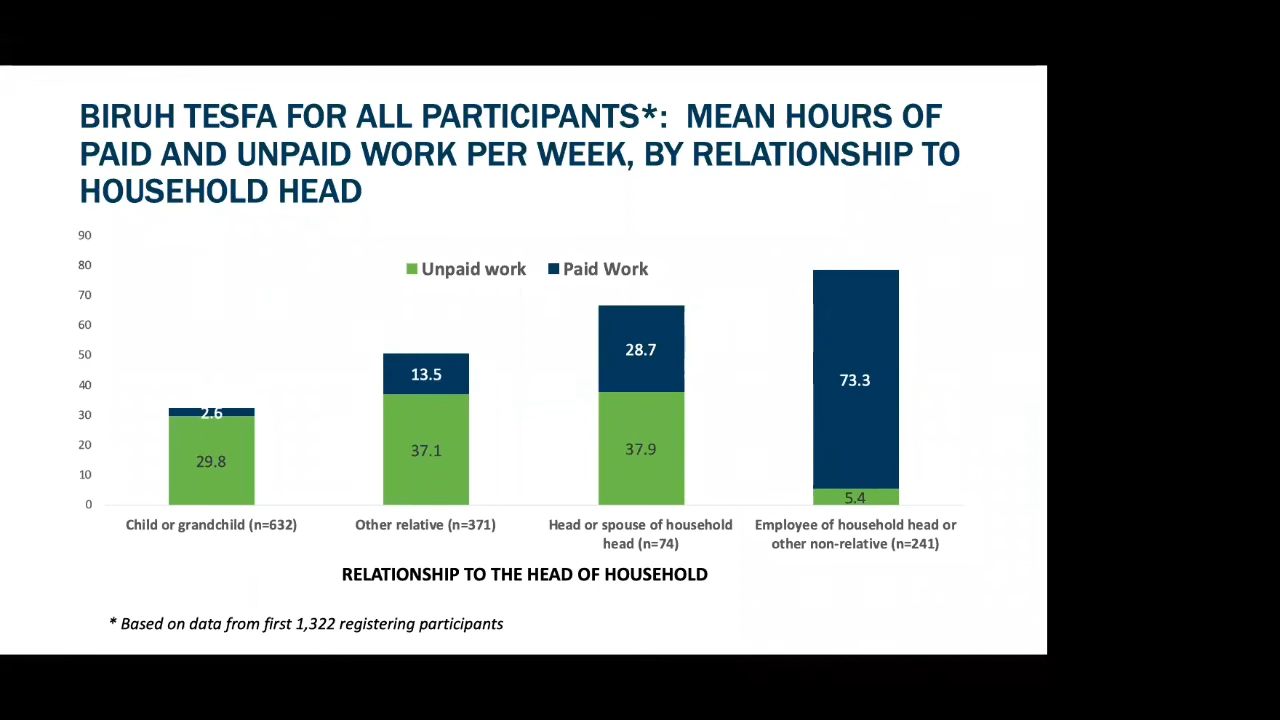 BIRUH TESFA FOR ALL PARTICIPANTS*: MEAN HOURS OF
PAID AND UNPAID WORK PER WEEK, BY RELATIONSHIP TO
HOUSEHOLD HEAD
90
80
70
60
50
40
30
20
10
0
Unpaid work
Paid Work
2.6
29.8
13.5
37.1
28.7
37.9
73.3
5.4
Child or grandchild (n=632)
Other relative (n=371)
Head or spouse of household
head (n=74)
Employee of household head or
other non-relative (n=241)
RELATIONSHIP TO THE HEAD OF HOUSEHOLD
* Based on data from first 1,322 registering participants